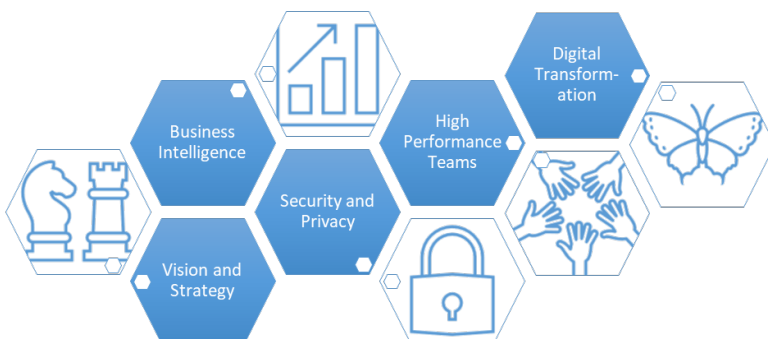 Digital
Transform-
ation
High
Performance
Teams
Business
Intelligence
Security and
Privacy
Vision and
Strategy